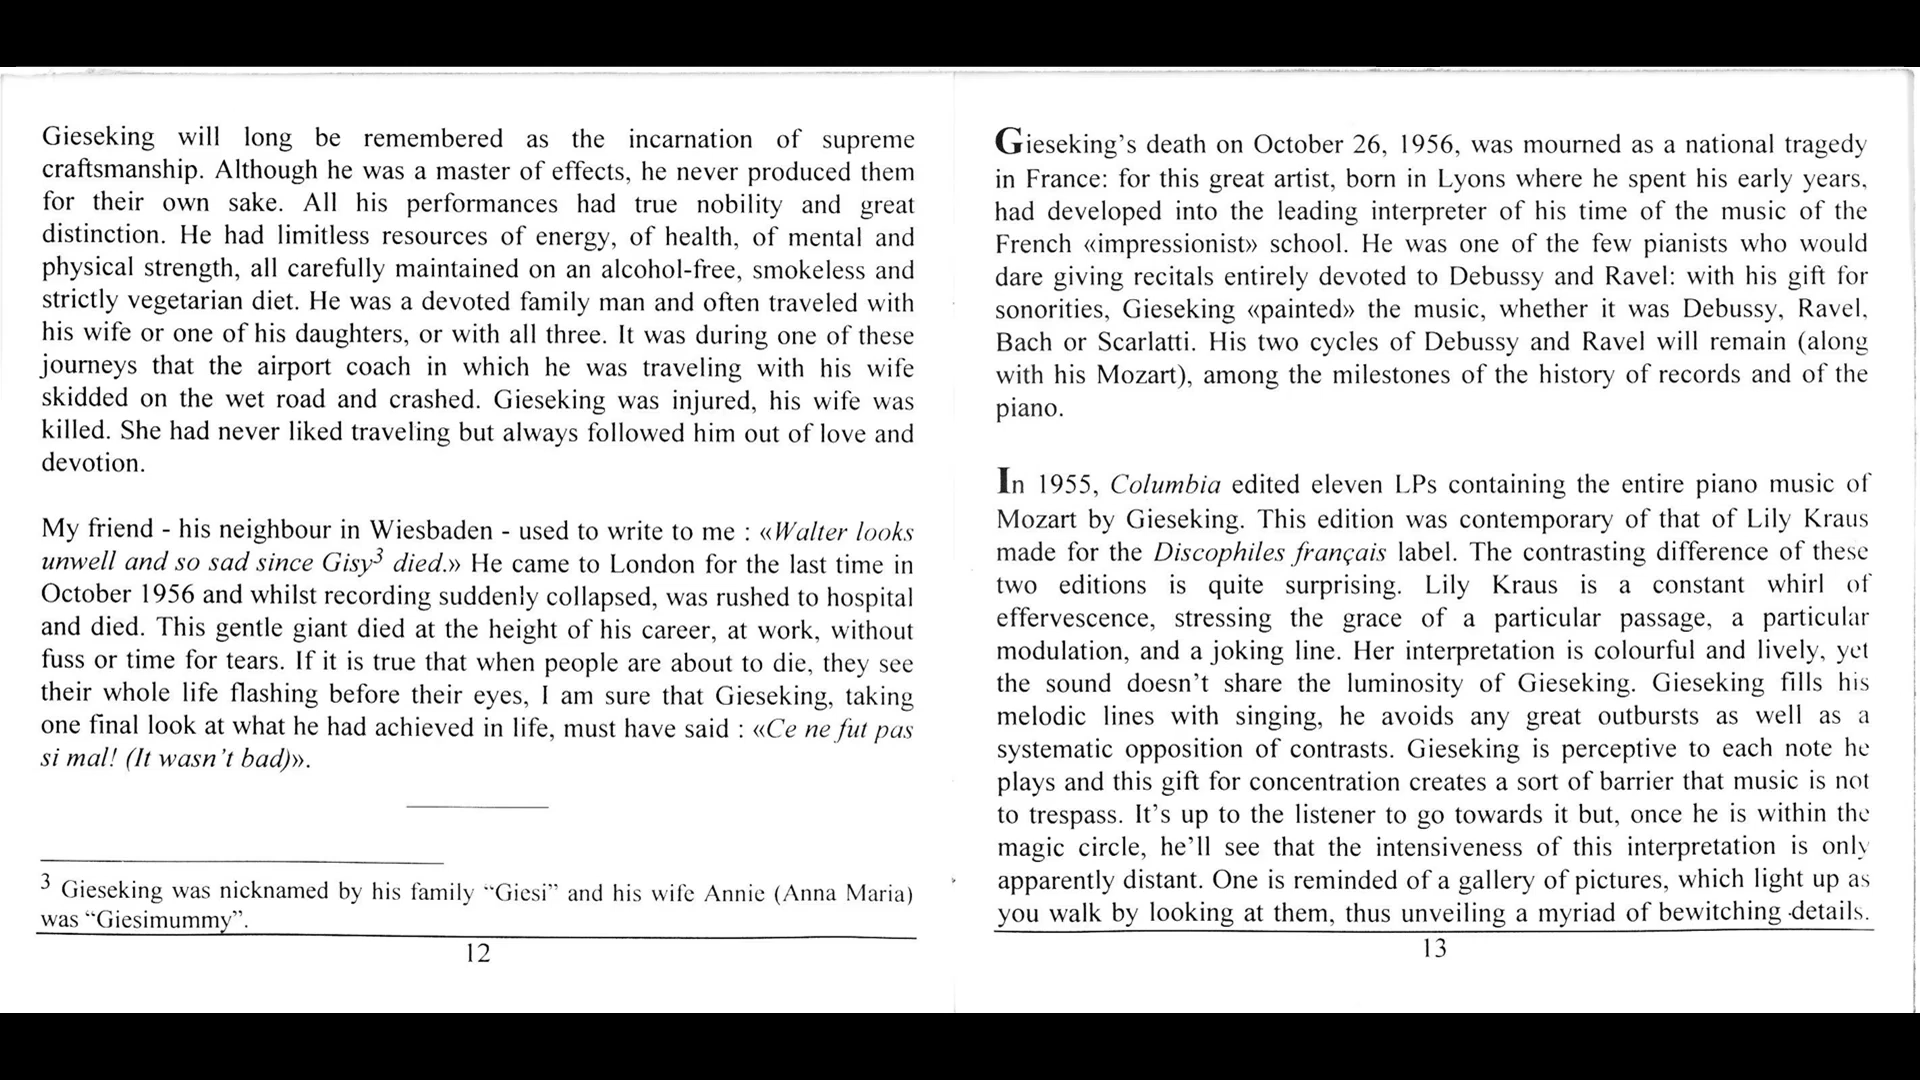 Gieseking will long be remembered as the incarnation of supreme
craftsmanship. Although he was a master of effects, he never produced them
for their own sake. All his performances had true nobility and great
distinction. He had limitless resources of energy, of health, of mental and
physical strength, all carefully maintained on an alcohol-free, smokeless and
strictly vegetarian diet. He was a devoted family man and often traveled with
his wife or one of his daughters, or with all three. It was during one of these
journeys that the airport coach in which he was traveling with his wife
skidded on the wet road and crashed. Gieseking was injured, his wife was
killed. She had never liked traveling but always followed him out of love and
devotion.
My friend - his neighbour in Wiesbaden - used to write to me : «Walter looks
unwell and so sad since Gisy³ died.» He came to London for the last time in
October 1956 and whilst recording suddenly collapsed, was rushed to hospital
and died. This gentle giant died at the height of his career, at work, without
fuss or time for tears. If it is true that when people are about to die, they see
their whole life flashing before their eyes, I am sure that Gieseking, taking
one final look at what he had achieved in life, must have said : «Ce ne fut pas
si mal! (It wasn't bad)».
³ Gieseking was nicknamed by his family “Giesi” and his wife Annie (Anna Maria)
was “Giesimummy”.
12
Gieseking's death on October 26, 1956, was mourned as a national tragedy
in France: for this great artist, born in Lyons where he spent his early years,
had developed into the leading interpreter of his time of the music of the
French «impressionist» school. He was one of the few pianists who would
dare giving recitals entirely devoted to Debussy and Ravel: with his gift for
sonorities, Gieseking «painted» the music, whether it was Debussy, Ravel,
Bach or Scarlatti. His two cycles of Debussy and Ravel will remain (along
with his Mozart), among the milestones of the history of records and of the
piano.
In 1955, Columbia edited eleven LPs containing the entire piano music of
Mozart by Gieseking. This edition was contemporary of that of Lily Kraus
made for the Discophiles français label. The contrasting difference of these
two editions is quite surprising. Lily Kraus is a constant whirl of
effervescence, stressing the grace of a particular passage, a particular
modulation, and a joking line. Her interpretation is colourful and lively, yet
the sound doesn't share the luminosity of Gieseking. Gieseking fills his
melodic lines with singing, he avoids any great outbursts as well as a
systematic opposition of contrasts. Gieseking is perceptive to each note he
plays and this gift for concentration creates a sort of barrier that music is not
to trespass. It's up to the listener to go towards it but, once he is within the
magic circle, he'll see that the intensiveness of this interpretation is only
apparently distant. One is reminded of a gallery of pictures, which light up as
you walk by looking at them, thus unveiling a myriad of bewitching details.
13